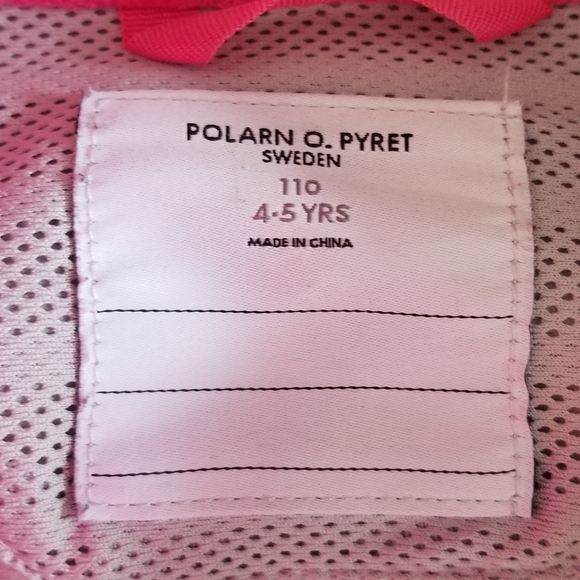 POLARN O. PYRET
SWEDEN
110
4-5 YRS
MADE IN CHINA